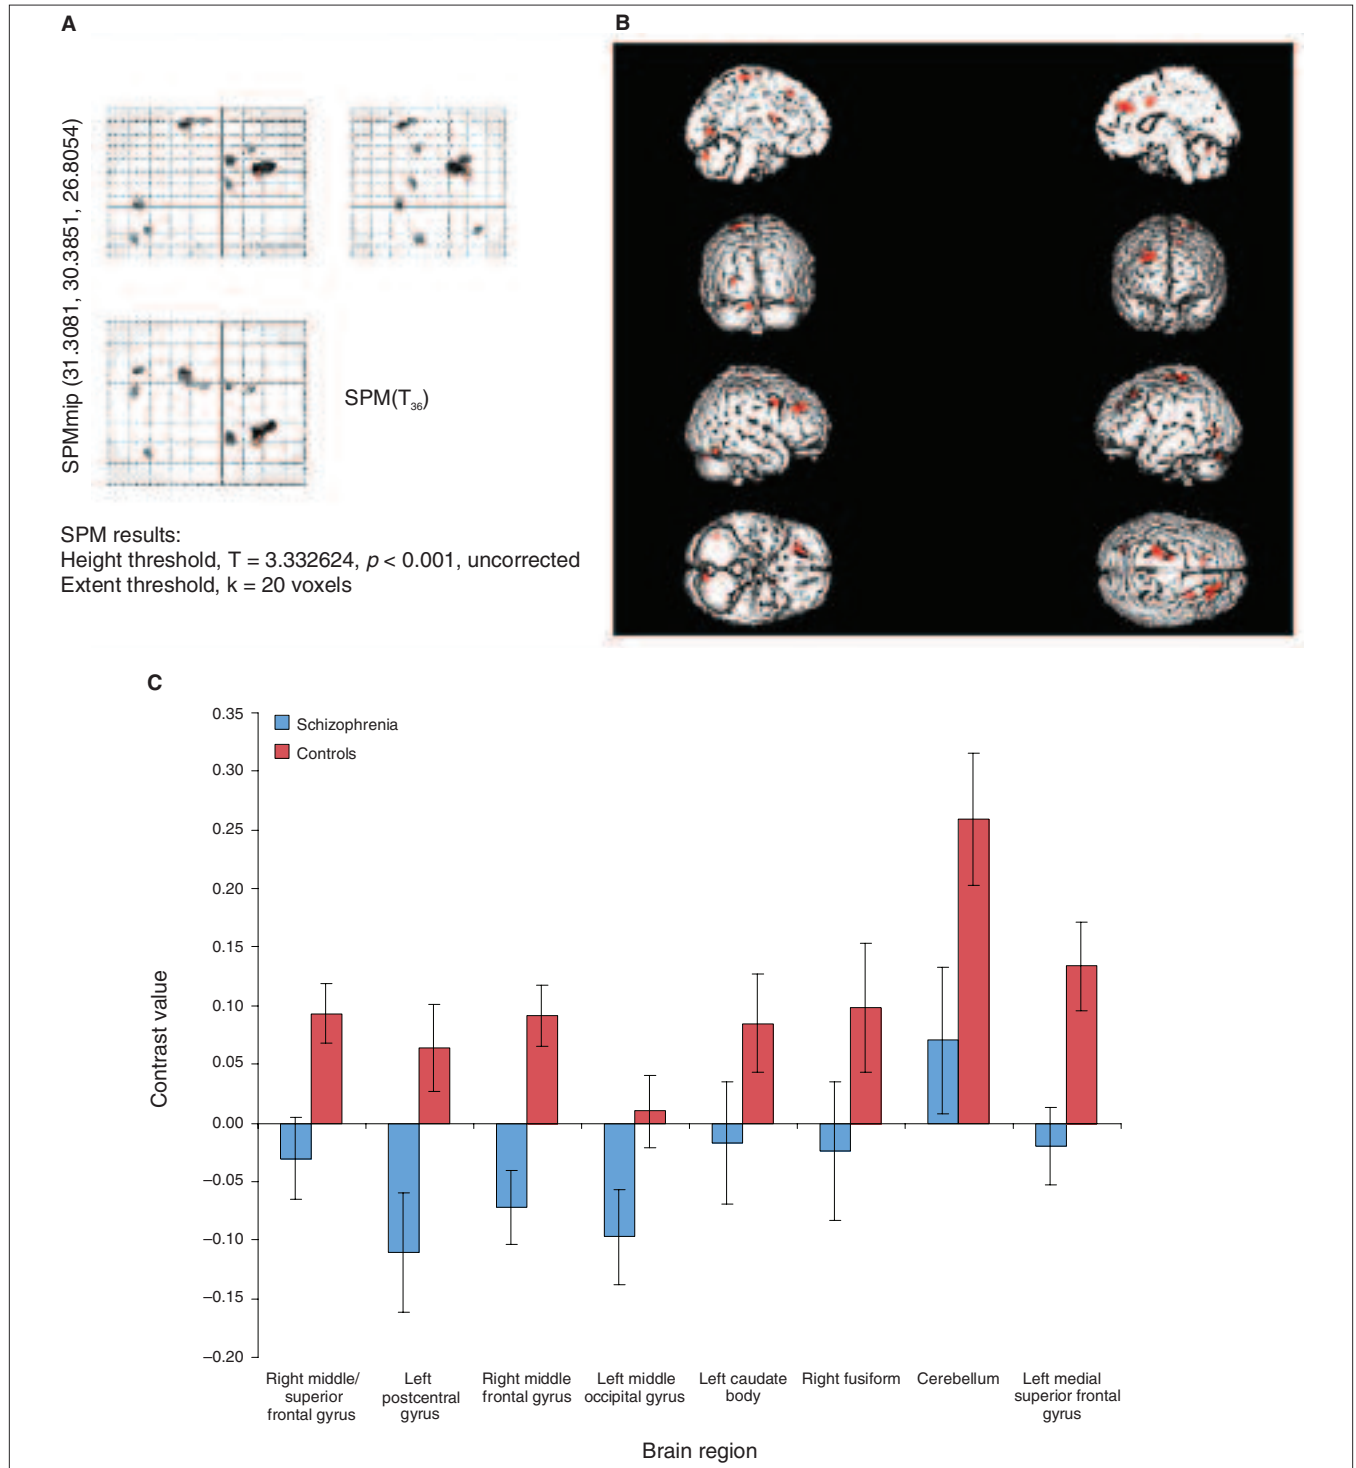 A
B
SPMmip (31.3081, 30.3851, 26.8054)
SPM(T36)
SPM results:
Height threshold, T = 3.332624, p < 0.001, uncorrected
Extent threshold, k = 20 voxels
C
Schizophrenia
Controls
0.35
0.30
0.25
0.20
0.15
0.10
0.05
0.00
–0.05
–0.10
–0.15
–0.20
Contrast value
Right middle/
superior
frontal gyrus
Left
postcentral
gyrus
Right middle
frontal gyrus
Left middle
occipital gyrus
Left caudate
body
Right fusiform
Cerebellum
Left medial
superior frontal
gyrus
Brain region